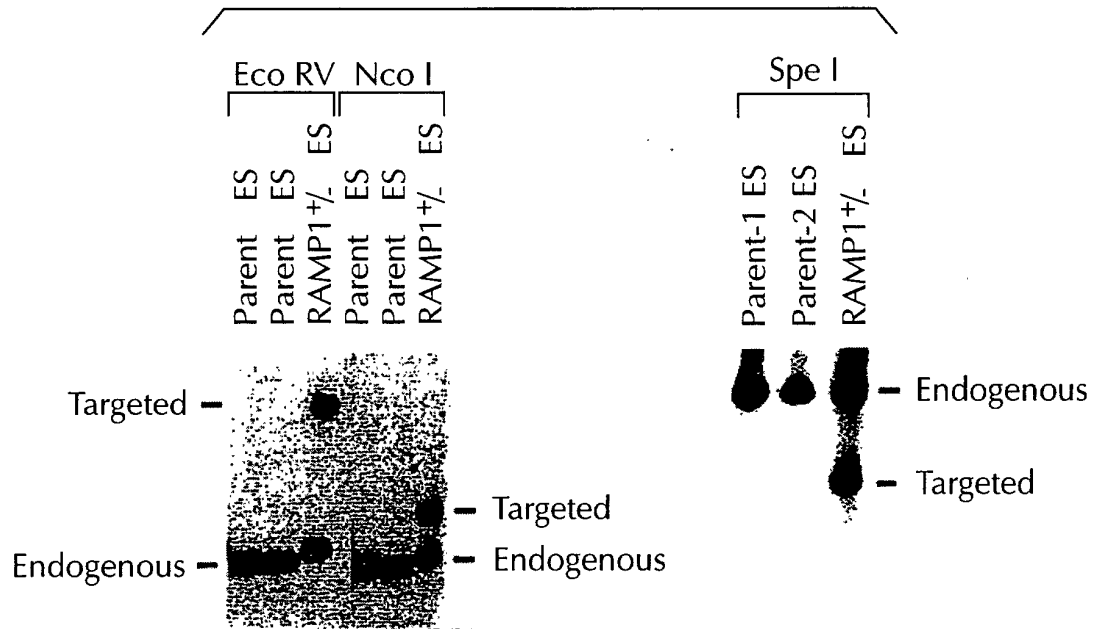 Eco RV Nco I
Spe I
Parent ES
Parent ES
RAMP1+/- ES
Parent ES
Parent ES
RAMP1+/- ES
Parent-1 ES
Parent-2 ES
RAMP1+/- ES
Targeted
Endogenous
Targeted
Endogenous
Endogenous
Targeted